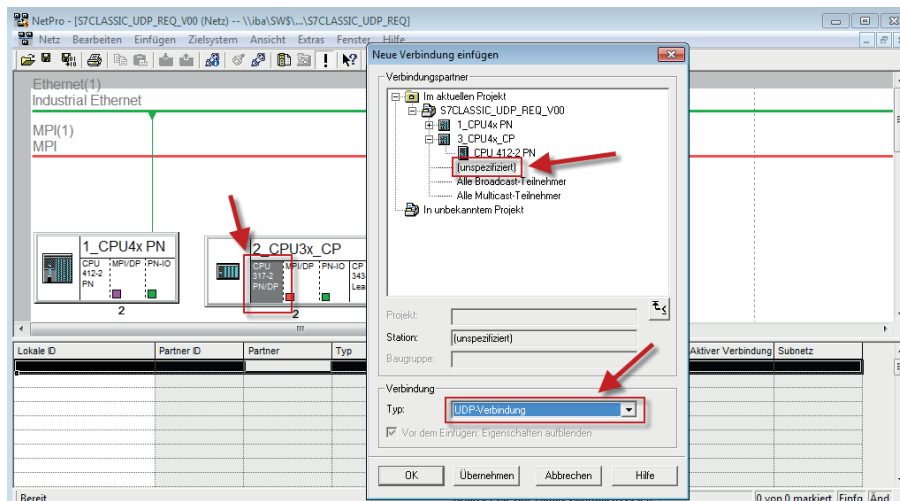 NetPro - [S7CLASSIC_UDP_REQ_V00 (Netz) -- \\iba\SW$\...\S7CLASSIC_UDP_REQ]
Netz Bearbeiten Einfügen Zielsystem Ansicht Extras Fenster Hilfe
Ethernet(1)
Industrial Ethernet
MPI(1)
MPI
1_CPU4x PN
CPU 412-2 PN
MPI/DP
PN-IO
2
2_CPU3x_CP
CPU 317-2 PN/DP
MPI/DP
PN-IO
CP
343-
Lea
2
Lokale ID
Partner ID
Partner
Typ
Aktiver Verbindung
Subnetz
Neue Verbindung einfügen
Verbindungspartner
Im aktuellen Projekt
S7CLASSIC_UDP_REQ_V00
1_CPU4x PN
3_CPU4x_CP
CPU 412-2 PN
(unspezifiziert)
Alle Broadcast-Teilnehmer
Alle Multicast-Teilnehmer
In unbekanntem Projekt
Projekt:
Station: (unspezifiziert)
Baugruppe:
Verbindung
Typ: UDP-Verbindung
Vor dem Einfügen: Eigenschaften aufblenden
OK
Übernehmen
Abbrechen
Hilfe
Bereit
0 von 0 markiert
Einfg
Änd